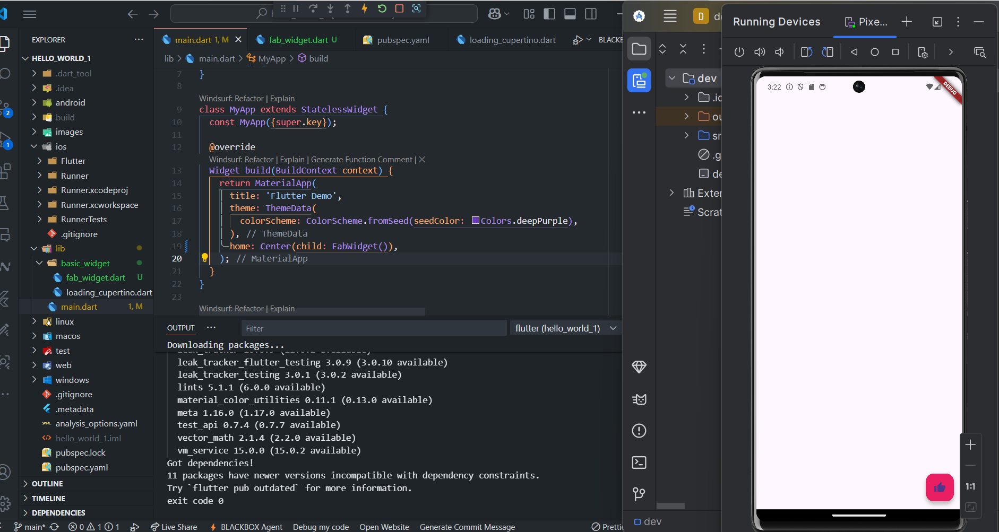 EXPLORER
HELLO_WORLD_1
.dart_tool
.idea
android
build
images
ios
Flutter
Runner
Runner.xcodeproj
Runner.xcworkspace
RunnerTests
.gitignore
lib
basic_widget
fab_widget.dart U
loading_cupertino.dart
main.dart 1, M
linux
macos
test
web
windows
.gitignore
.metadata
analysis_options.yaml
hello_world_1.iml
pubspec.lock
pubspec.yaml
OUTLINE
TIMELINE
DEPENDENCIES
2
1
main.dart 1, M
fab_widget.dart U
pubspec.yaml
loading_cupertino.dart
BLACKB
lib > main.dart > MyApp > build
7 }
8
Windsurf: Refactor | Explain
9 class MyApp extends StatelessWidget {
10 const MyApp({super.key});
11
12 @override
Windsurf: Refactor | Explain | Generate Function Comment | ×
13 Widget build(BuildContext context) {
14 return MaterialApp(
15 title: 'Flutter Demo',
16 theme: ThemeData(
17 colorScheme: ColorScheme.fromSeed(seedColor: Colors.deepPurple),
18 ), // ThemeData
19 home: Center(child: FabWidget()),
20 ); // MaterialApp
21 }
22 }
23
Windsurf: Refactor | Explain
OUTPUT
Filter
flutter (hello_world_1)
Downloading packages...
leak_tracker_flutter_testing 3.0.9 (3.0.10 available)
leak_tracker_testing 3.0.1 (3.0.2 available)
lints 5.1.1 (6.0.0 available)
material_color_utilities 0.11.1 (0.13.0 available)
meta 1.16.0 (1.17.0 available)
test_api 0.7.4 (0.7.7 available)
vector_math 2.1.4 (2.2.0 available)
vm_service 15.0.0 (15.0.2 available)
Got dependencies!
11 packages have newer versions incompatible with dependency constraints.
Try `flutter pub outdated` for more information.
exit code 0
main* 0 1 1 Live Share BLACKBOX Agent Debug my code Open Website Generate Commit Message Prettie
D de
dev
.id
ou
sr
.g
de
Exter
Scrat
dev
Running Devices
Pixe...
3:22
DEBUG
1:1